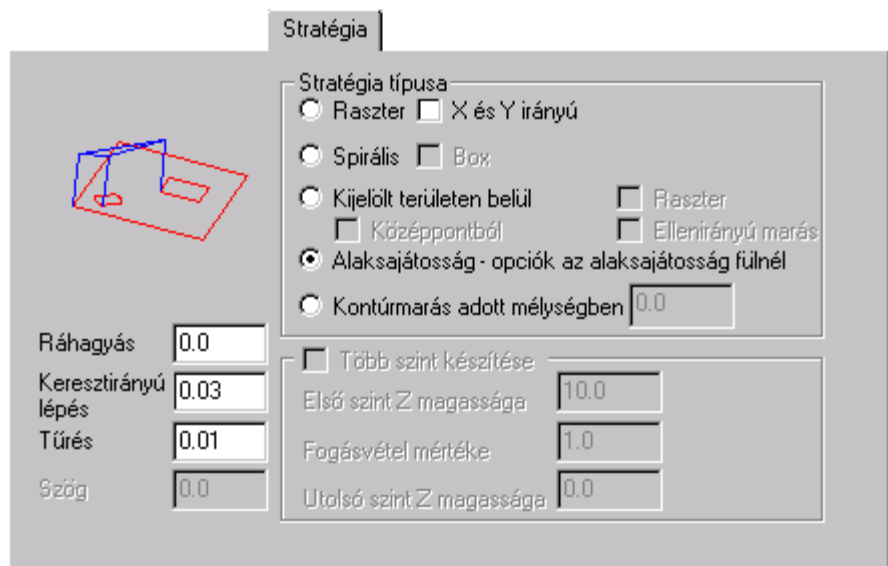 Stratégia
Stratégia típusa
Raszter X és Y irányú
Spirális Box
Kijelölt területen belül Raszter
Középpontból Ellenirányú marás
Alaksajátosság - opciók az alaksajátosság fülnél
Kontúrmarás adott mélységben 0.0
Ráhagyás 0.0
Keresztirányú
lépés 0.03
Tűrés 0.01
Szög 0.0
Több szint készítése
Első szint Z magassága 10.0
Fogásvétel mértéke 1.0
Utolsó szint Z magassága 0.0